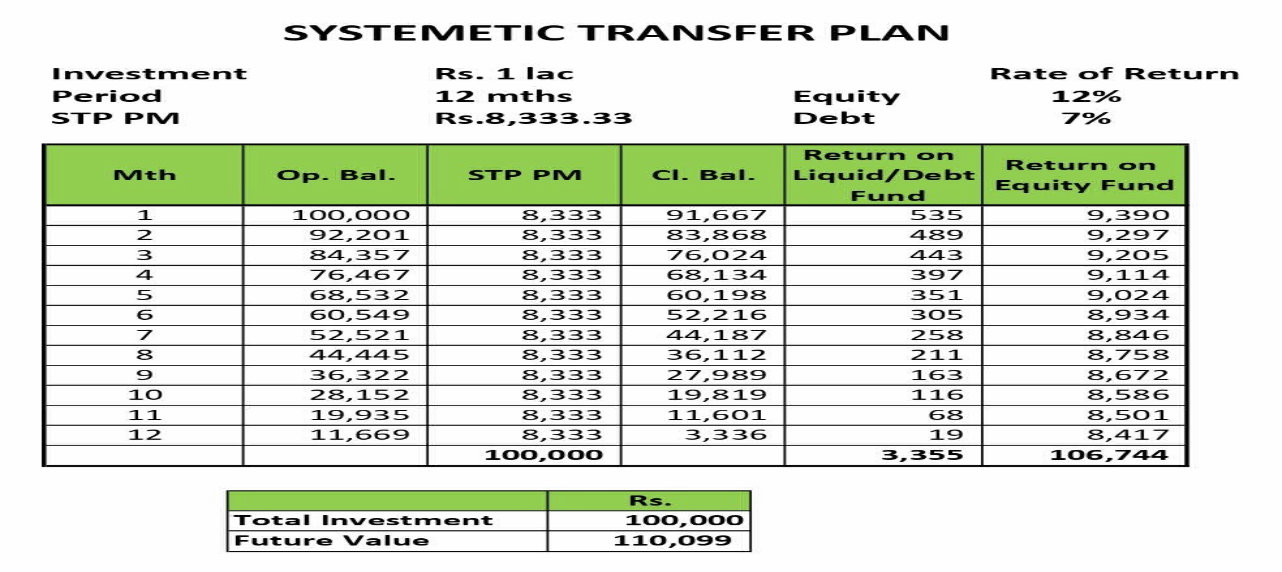 SYSTEMETIC TRANSFER PLAN
Investment Rs. 1 lac Rate of Return
Period 12 mths Equity 12%
STP PM Rs.8,333.33 Debt 7%
Mth Op. Bal. STP PM Cl. Bal. Return on Liquid/Debt Fund Return on Equity Fund
1 100,000 8,333 91,667 535 9,390
2 92,201 8,333 83,868 489 9,297
3 84,357 8,333 76,024 443 9,205
4 76,467 8,333 68,134 397 9,114
5 68,532 8,333 60,198 351 9,024
6 60,549 8,333 52,216 305 8,934
7 52,521 8,333 44,187 258 8,846
8 44,445 8,333 36,112 211 8,758
9 36,322 8,333 27,989 163 8,672
10 28,152 8,333 19,819 116 8,586
11 19,935 8,333 11,601 68 8,501
12 11,669 8,333 3,336 19 8,417
100,000 3,355 106,744
Rs.
Total Investment 100,000
Future Value 110,099